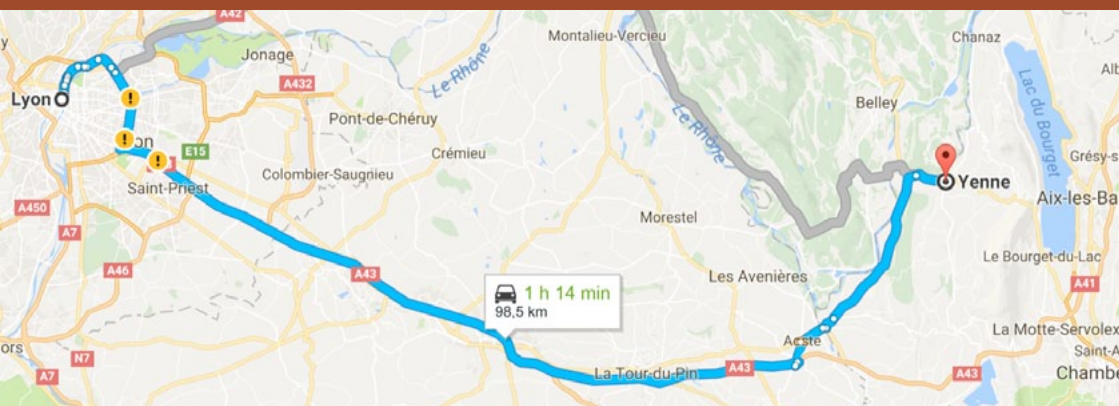 A42
Montalieu-Vercieu
Chanaz
Jonage
Le Rhône
A432
Lac du Bourget
Lyon
Belley
Pont-de-Chéruy
Le Rhône
E15
Crémieu
Grésy-s
Saint-Priest
Colombier-Saugnieu
Yenne
Aix-les-Ba
A450
Morestel
A7
Le Bourget-du-Lac
A46
A43
Les Avenières
A41
1 h 14 min
98,5 km
La Motte-Servolex
Aoste
Saint-A
ors
N7
A7
La Tour-du-Pin
A43
A43
Chambé